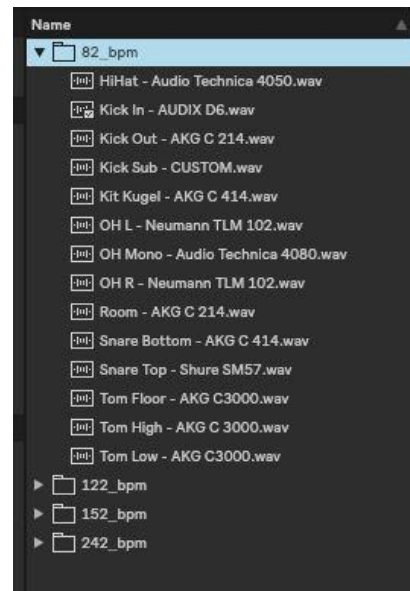 Name
82_bpm
HiHat - Audio Technica 4050.wav
Kick In - AUDIX D6.wav
Kick Out - AKG C 214.wav
Kick Sub - CUSTOM.wav
Kit Kugel - AKG C 414.wav
OH L - Neumann TLM 102.wav
OH Mono - Audio Technica 4080.wav
OH R - Neumann TLM 102.wav
Room - AKG C 214.wav
Snare Bottom - AKG C 414.wav
Snare Top - Shure SM57.wav
Tom Floor - AKG C3000.wav
Tom High - AKG C 3000.wav
Tom Low - AKG C3000.wav
122_bpm
152_bpm
242_bpm